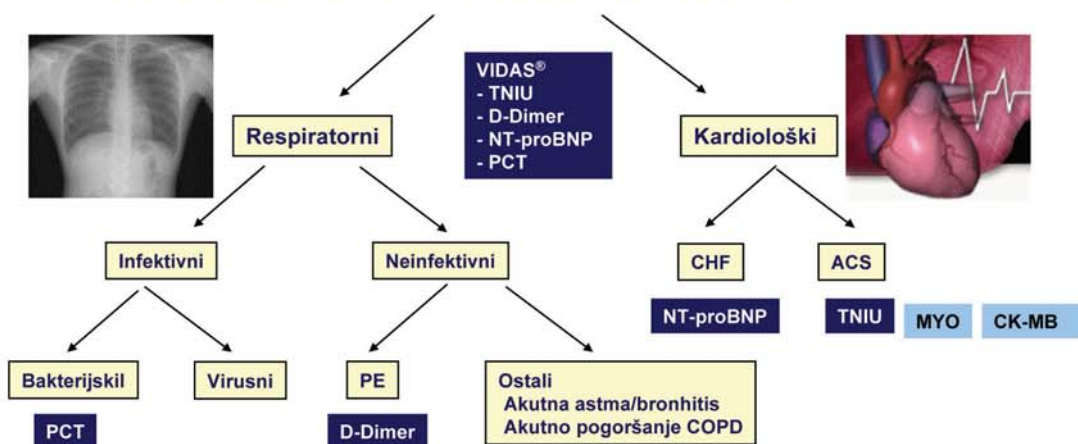 VIDAS®
- TNIU
- D-Dimer
- NT-proBNP
- PCT
Respiratorni
Kardiološki
Infektivni
Neinfektivni
CHF
ACS
NT-proBNP
TNIU
MYO
CK-MB
Bakterijskil
Virusni
PE
Ostali
Akutna astma/bronhitis
Akutno pogoršanje COPD
PCT
D-Dimer